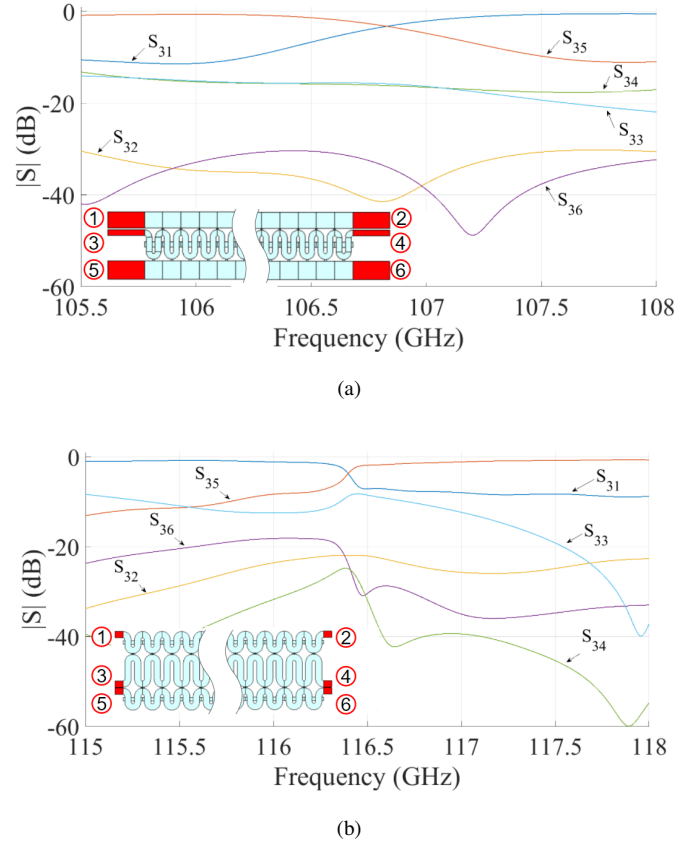 0
S31
S35
S34
-20
S33
|S| (dB)
S32
-40
S36
1
2
3
4
5
6
-60
105.5
106
106.5
107
107.5
108
Frequency (GHz)
(a)
0
S35
S31
S36
S33
-20
|S| (dB)
S32
-40
1
2
S34
3
4
5
6
-60
115
115.5
116
116.5
117
117.5
118
Frequency (GHz)
(b)